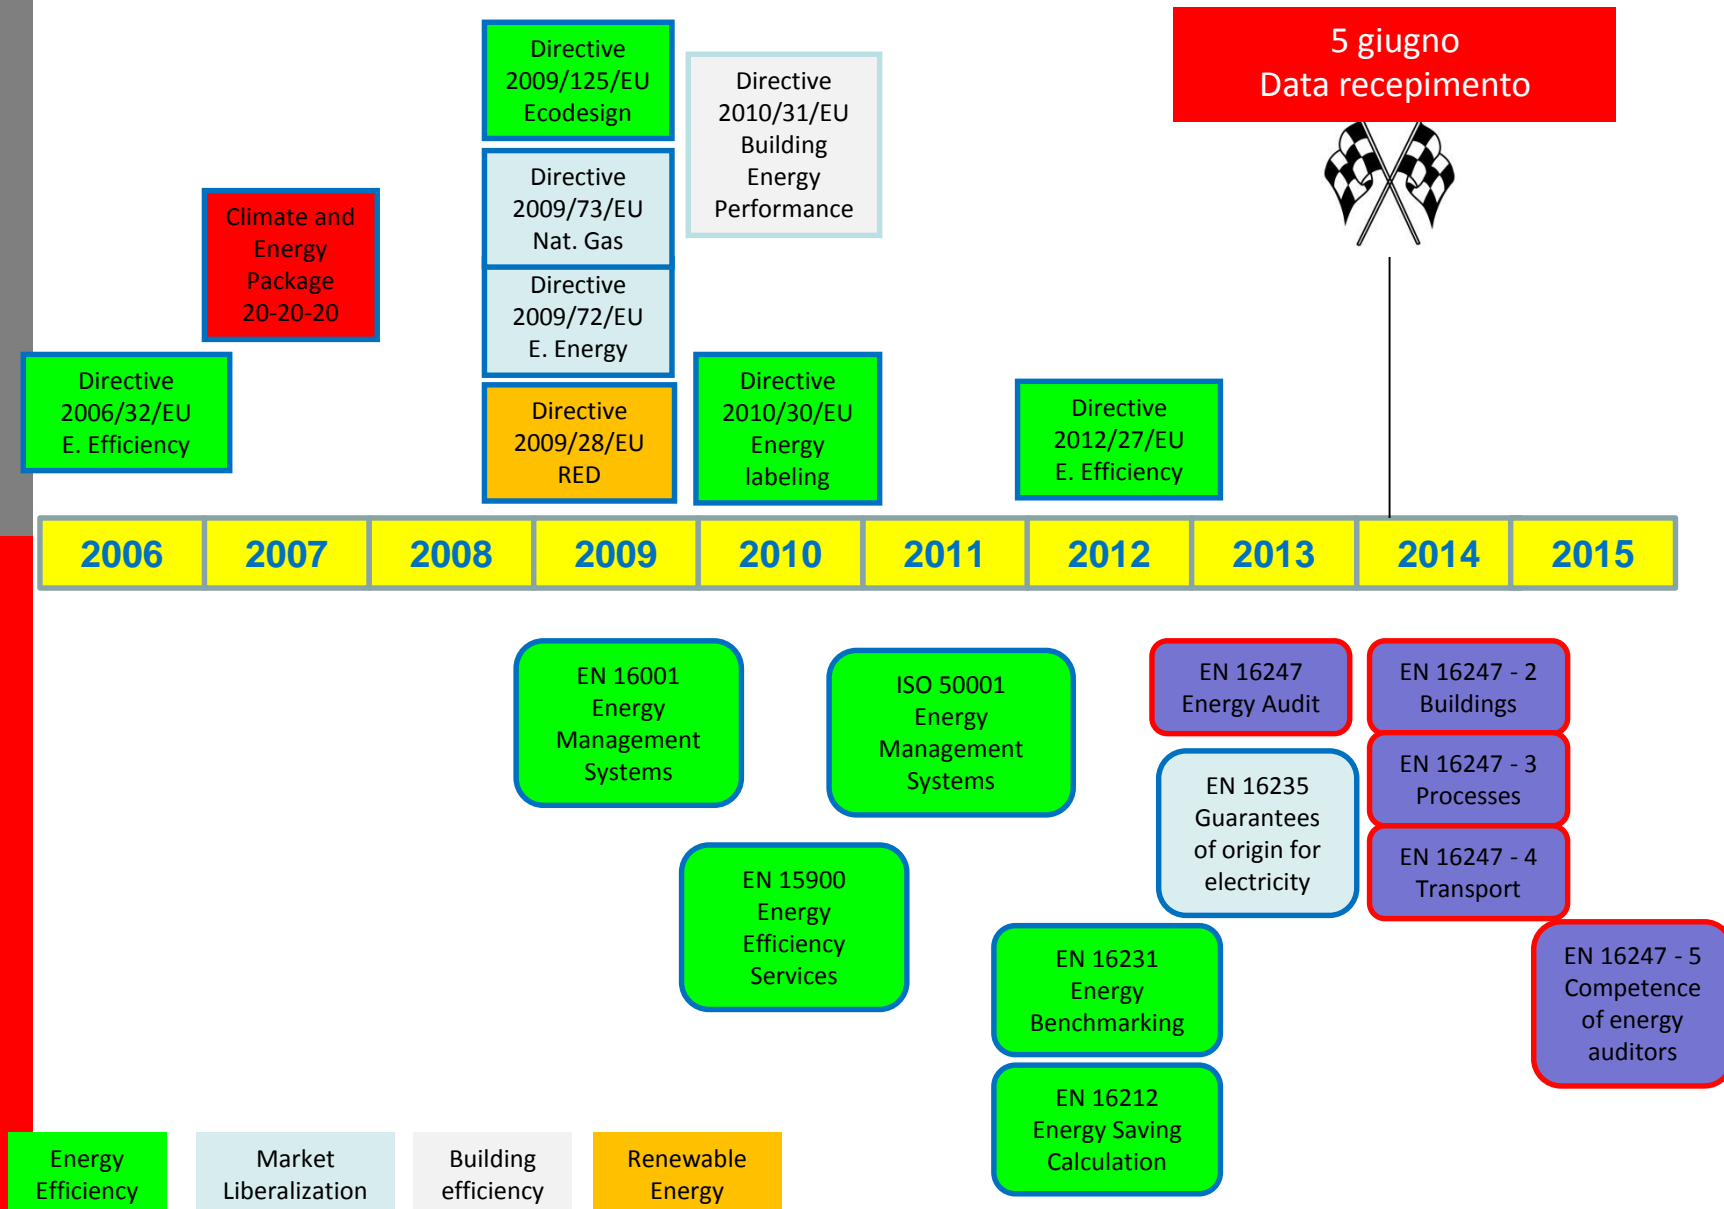 5 giugno
Data recepimento
Directive
2009/125/EU
Ecodesign
Directive
2010/31/EU
Building
Energy
Performance
Directive
2009/73/EU
Nat. Gas
Climate and
Energy
Package
20-20-20
Directive
2009/72/EU
E. Energy
Directive
2006/32/EU
E. Efficiency
Directive
2009/28/EU
RED
Directive
2010/30/EU
Energy
labeling
Directive
2012/27/EU
E. Efficiency
2006
2007
2008
2009
2010
2011
2012
2013
2014
2015
EN 16001
Energy
Management
Systems
ISO 50001
Energy
Management
Systems
EN 16247
Energy Audit
EN 16247 - 2
Buildings
EN 16247 - 3
Processes
EN 16235
Guarantees
of origin for
electricity
EN 16247 - 4
Transport
EN 15900
Energy
Efficiency
Services
EN 16231
Energy
Benchmarking
EN 16247 - 5
Competence
of energy
auditors
EN 16212
Energy Saving
Calculation
Energy
Efficiency
Market
Liberalization
Building
efficiency
Renewable
Energy